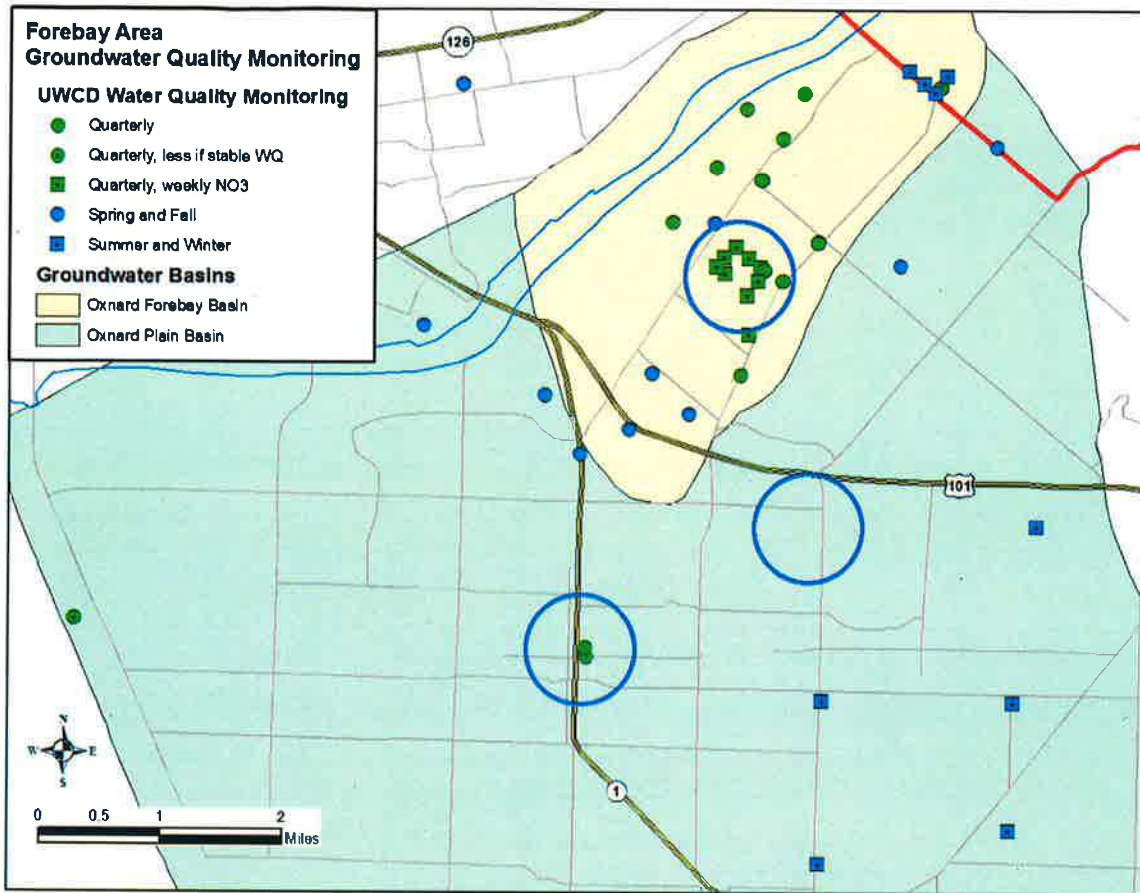 Forebay Area
Groundwater Quality Monitoring
UWCD Water Quality Monitoring
Quarterly
Quarterly, less if stable WQ
Quarterly, weekly NO3
Spring and Fall
Summer and Winter
Groundwater Basins
Oxnard Forebay Basin
Oxnard Plain Basin
126
101
1
N
W E
S
0 0.5 1 2
Miles